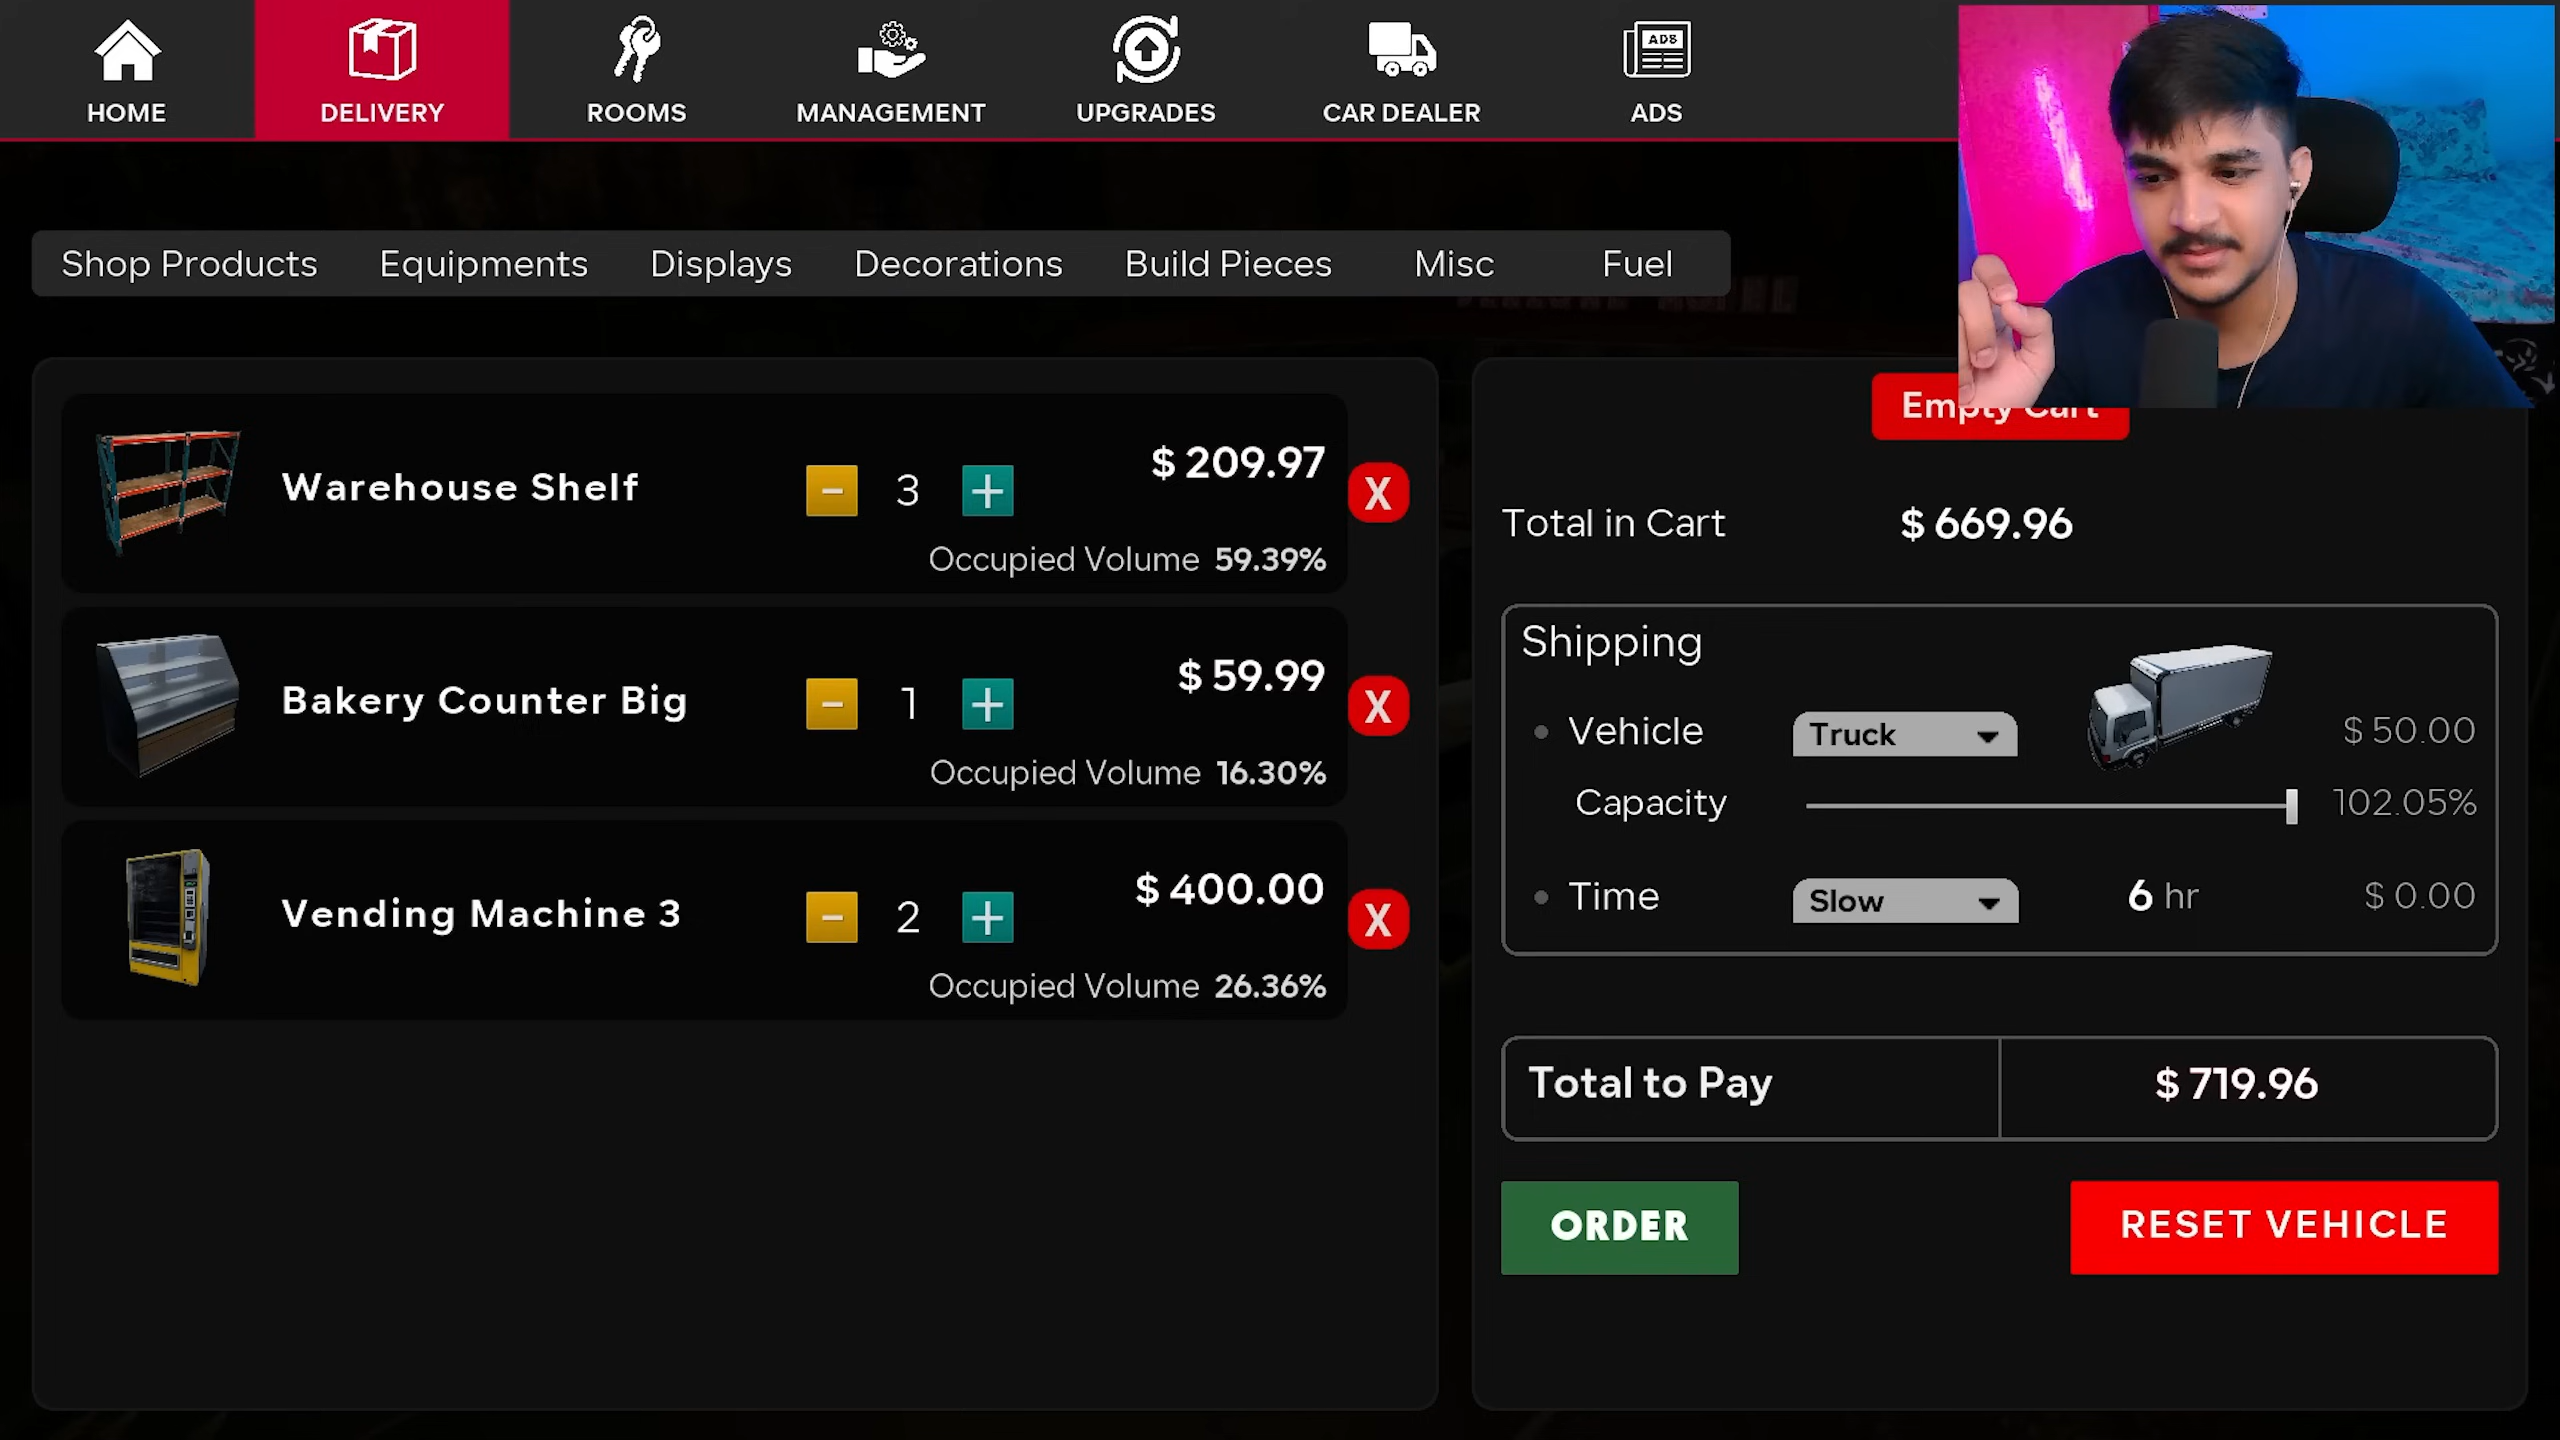 HOME
DELIVERY
ROOMS
MANAGEMENT
UPGRADES
CAR DEALER
ADS
ADS
Shop Products
Equipments
Displays
Decorations
Build Pieces
Misc
Fuel
Warehouse Shelf
- 3 +
$ 209.97
X
Occupied Volume 59.39%
Bakery Counter Big
- 1 +
$ 59.99
X
Occupied Volume 16.30%
Vending Machine 3
- 2 +
$ 400.00
X
Occupied Volume 26.36%
Empty Cart
Total in Cart $ 669.96
Shipping
Vehicle Truck $ 50.00
Capacity 102.05%
Time Slow 6 hr $ 0.00
Total to Pay $ 719.96
ORDER
RESET VEHICLE